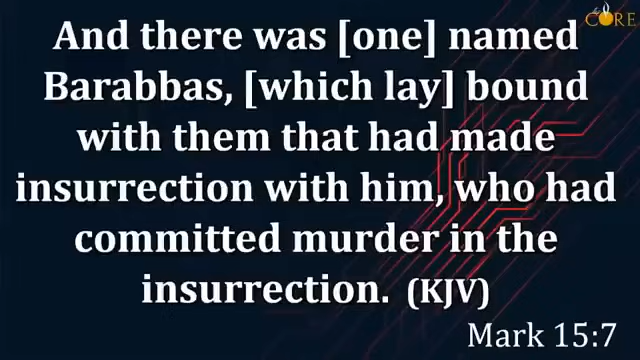 CORE
And there was [one] named
Barabbas, [which lay] bound
with them that had made
insurrection with him, who had
committed murder in the
insurrection. (KJV)
Mark 15:7